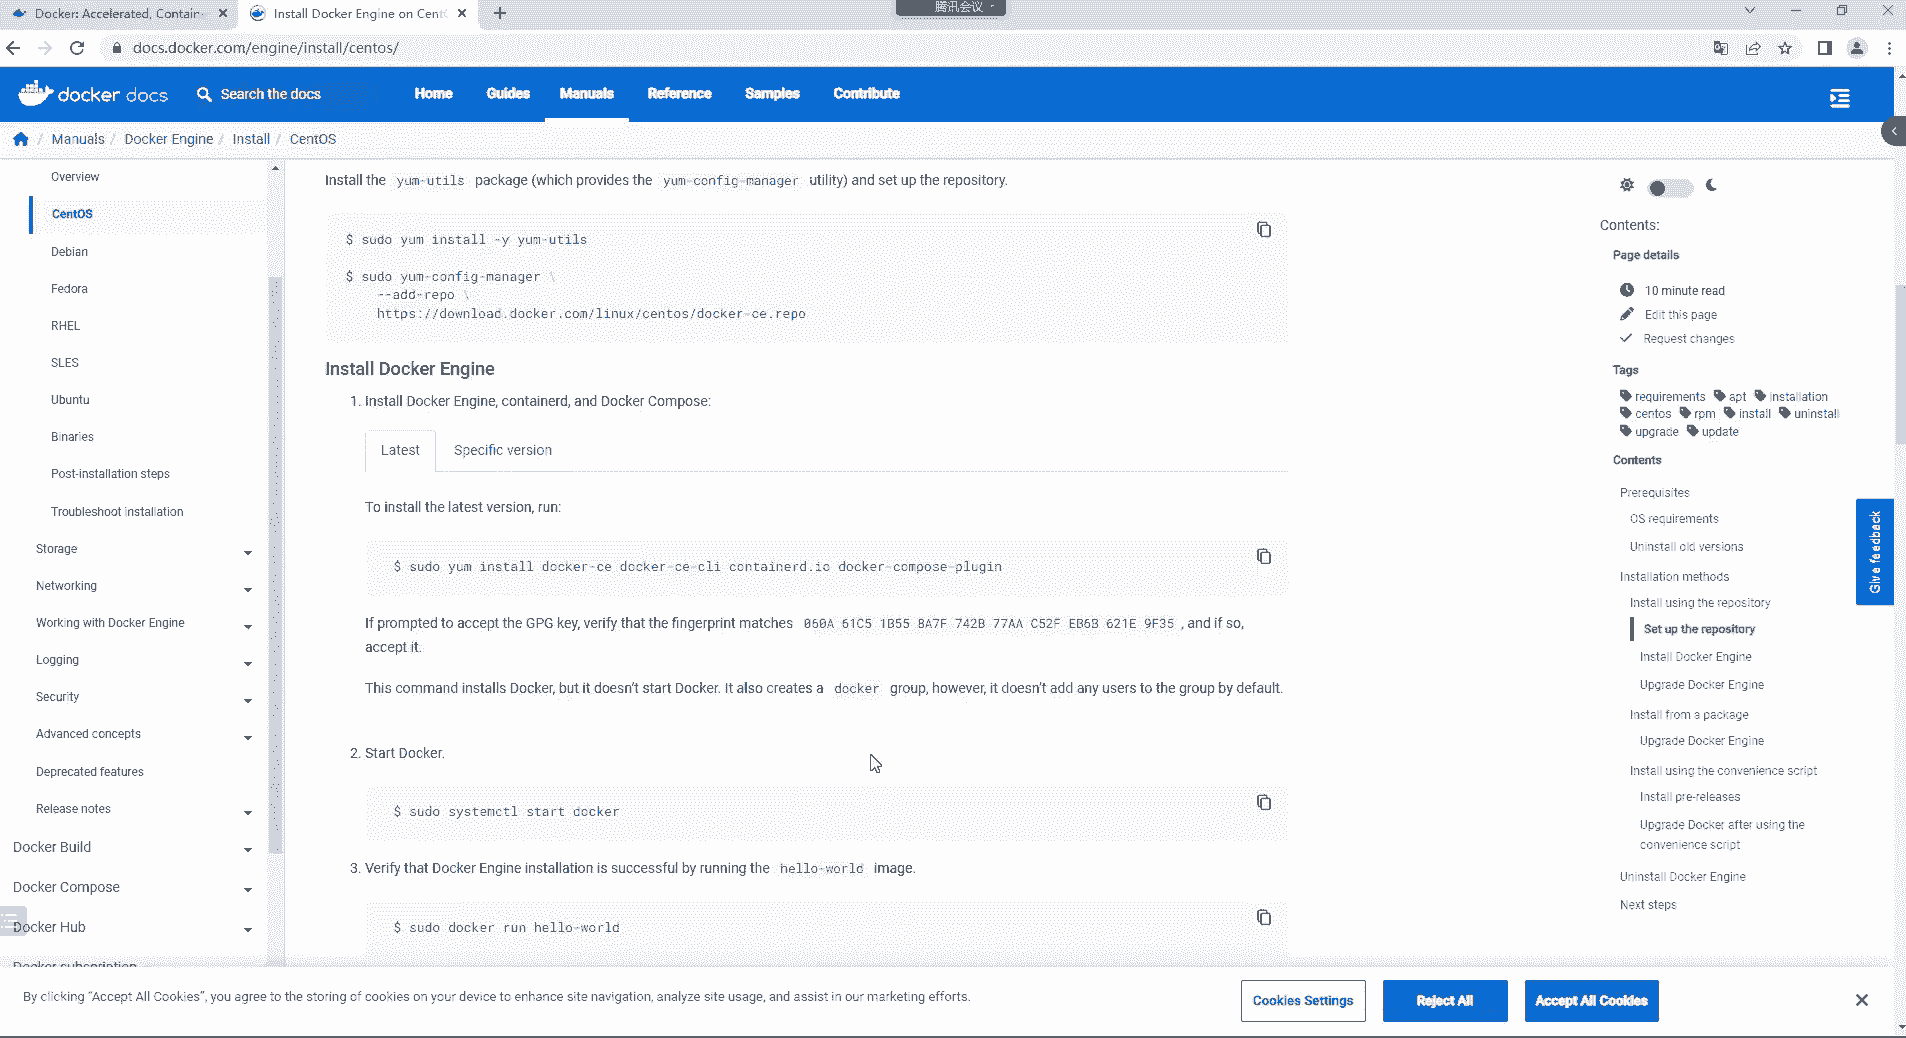 Docker: Accelerated, Contain
Install Docker Engine on Cent
腾讯会议
docs.docker.com/engine/install/centos/
docker docs
Search the docs
Home
Guides
Manuals
Reference
Samples
Contribute
/ Manuals / Docker Engine / Install / CentOS
Overview
CentOS
Debian
Fedora
RHEL
SLES
Ubuntu
Binaries
Post-installation steps
Troubleshoot installation
Storage
Networking
Working with Docker Engine
Logging
Security
Advanced concepts
Deprecated features
Release notes
Docker Build
Docker Compose
Docker Hub
Docker subscription
Install the yum-utils package (which provides the yum-config-manager utility) and set up the repository.
$ sudo yum install -y yum-utils
$ sudo yum-config-manager \
--add-repo \
https://download.docker.com/linux/centos/docker-ce.repo
Install Docker Engine
1. Install Docker Engine, containerd, and Docker Compose:
Latest
Specific version
To install the latest version, run:
$ sudo yum install docker-ce docker-ce-cli containerd.io docker-compose-plugin
If prompted to accept the GPG key, verify that the fingerprint matches 060A 61C5 1B55 8A7F 742B 77AA C52F EB6B 621E 9F35 , and if so,
accept it.
This command installs Docker, but it doesn't start Docker. It also creates a docker group, however, it doesn't add any users to the group by default.
2. Start Docker.
$ sudo systemctl start docker
3. Verify that Docker Engine installation is successful by running the hello-world image.
$ sudo docker run hello-world
Contents:
Page details
10 minute read
Edit this page
Request changes
Tags
requirements apt installation
centos rpm install uninstall
upgrade update
Contents
Prerequisites
OS requirements
Uninstall old versions
Installation methods
Install using the repository
Set up the repository
Install Docker Engine
Upgrade Docker Engine
Install from a package
Upgrade Docker Engine
Install using the convenience script
Install pre-releases
Upgrade Docker after using the
convenience script
Uninstall Docker Engine
Next steps
Give feedback
By clicking “Accept All Cookies”, you agree to the storing of cookies on your device to enhance site navigation, analyze site usage, and assist in our marketing efforts.
Cookies Settings
Reject All
Accept All Cookies